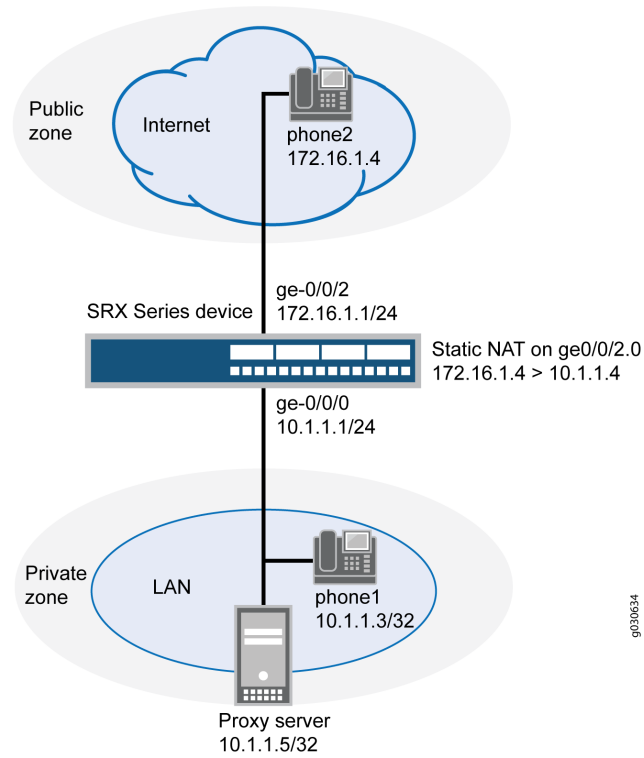 Public
zone
Internet
phone2
172.16.1.4
ge-0/0/2
SRX Series device
172.16.1.1/24
Static NAT on ge0/0/2.0
172.16.1.4 > 10.1.1.4
ge-0/0/0
10.1.1.1/24
Private
zone
LAN
phone1
10.1.1.3/32
Proxy server
10.1.1.5/32
g030634